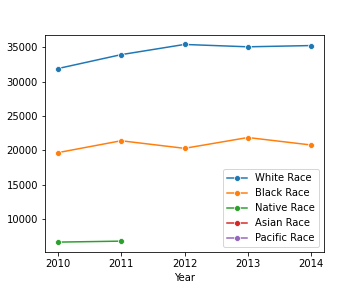 35000
30000
25000
20000
15000
10000
2010 2011 2012 2013 2014
Year
White Race
Black Race
Native Race
Asian Race
Pacific Race